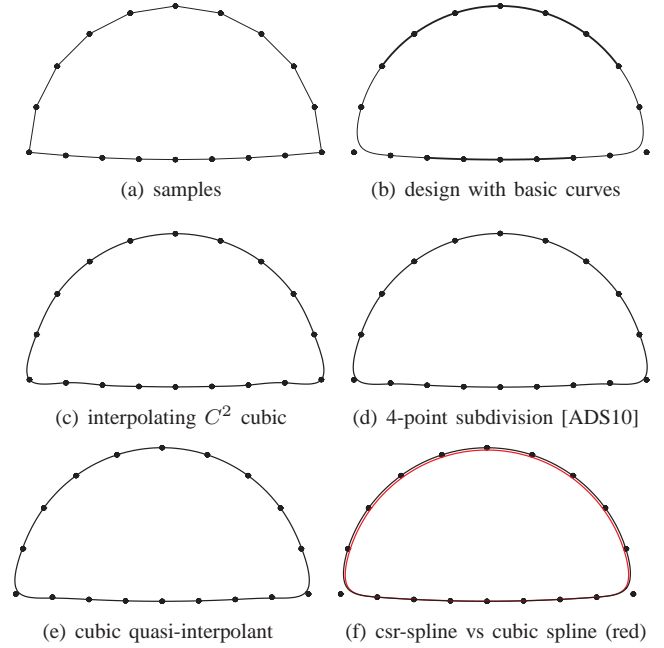 (a) samples
(b) design with basic curves
(c) interpolating C² cubic
(d) 4-point subdivision [ADS10]
(e) cubic quasi-interpolant
(f) csr-spline vs cubic spline (red)